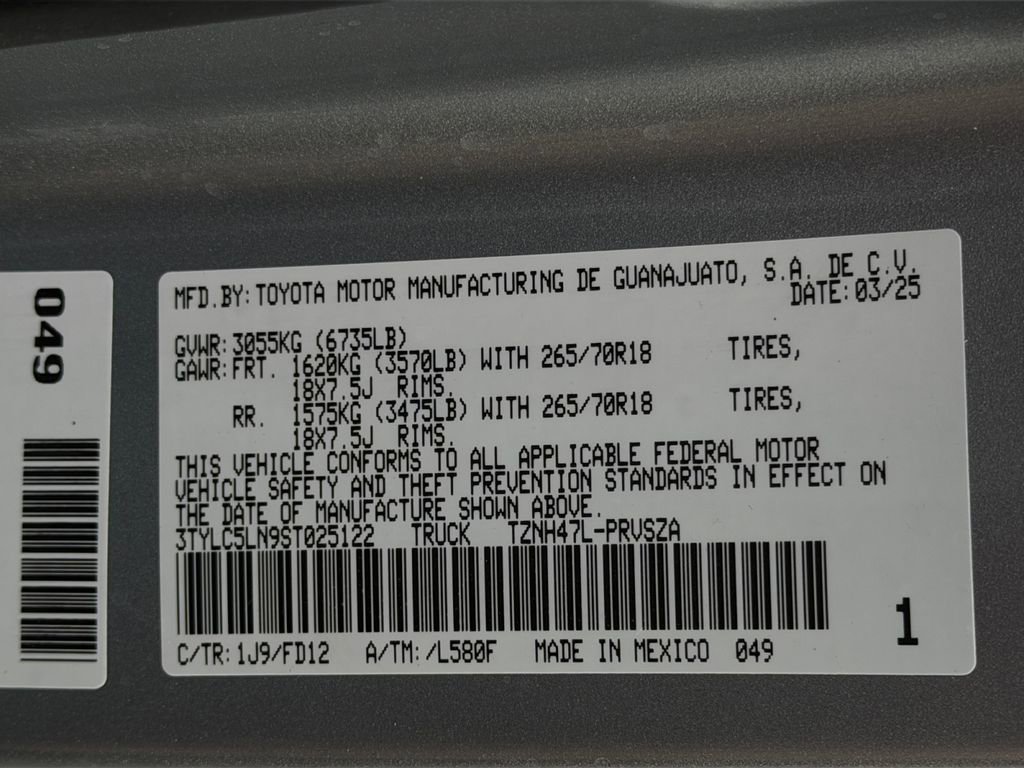 049
MFD.BY: TOYOTA MOTOR MANUFACTURING DE GUANAJUATO, S.A. DE C.V.
DATE: 03/25
GVWR: 3055KG (6735LB)
GAWR: FRT. 1620KG (3570LB) WITH 265/70R18 TIRES,
18X7.5J RIMS.
RR. 1575KG (3475LB) WITH 265/70R18 TIRES,
18X7.5J RIMS.
THIS VEHICLE CONFORMS TO ALL APPLICABLE FEDERAL MOTOR
VEHICLE SAFETY AND THEFT PREVENTION STANDARDS IN EFFECT ON
THE DATE OF MANUFACTURE SHOWN ABOVE.
3TYLC5LN9ST025122 TRUCK TZNH47L-PRVSZA
1
C/TR: 1J9/FD12 A/TM: /L580F MADE IN MEXICO 049